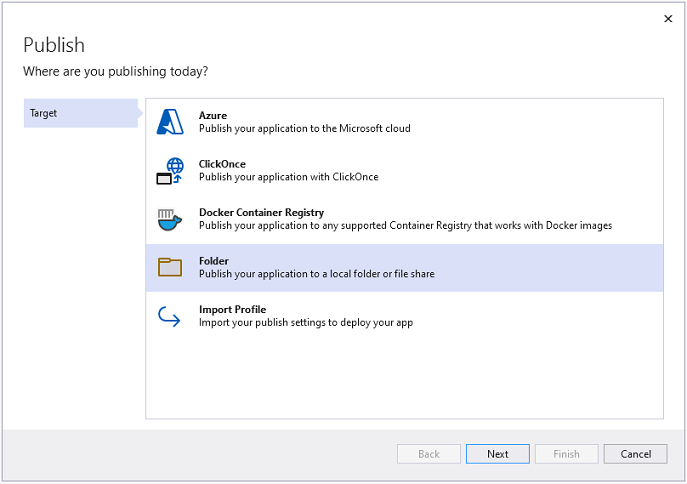 Publish
Where are you publishing today?
Target
Azure
Publish your application to the Microsoft cloud
ClickOnce
Publish your application with ClickOnce
Docker Container Registry
Publish your application to any supported Container Registry that works with Docker images
Folder
Publish your application to a local folder or file share
Import Profile
Import your publish settings to deploy your app
Back
Next
Finish
Cancel